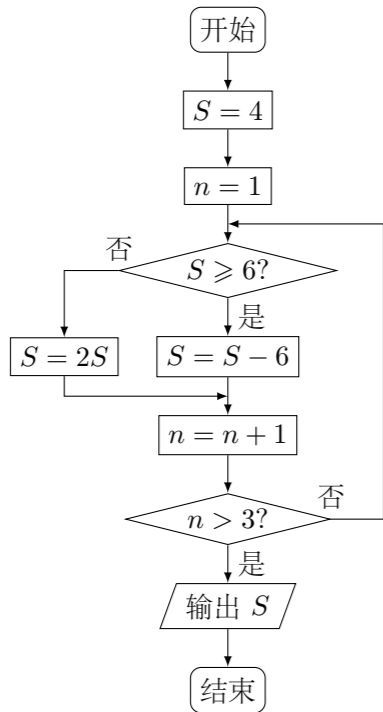 开始
S = 4
n = 1
否
S ⩾ 6?
是
S = 2S
S = S − 6
n = n + 1
否
n > 3?
是
输出 S
结束